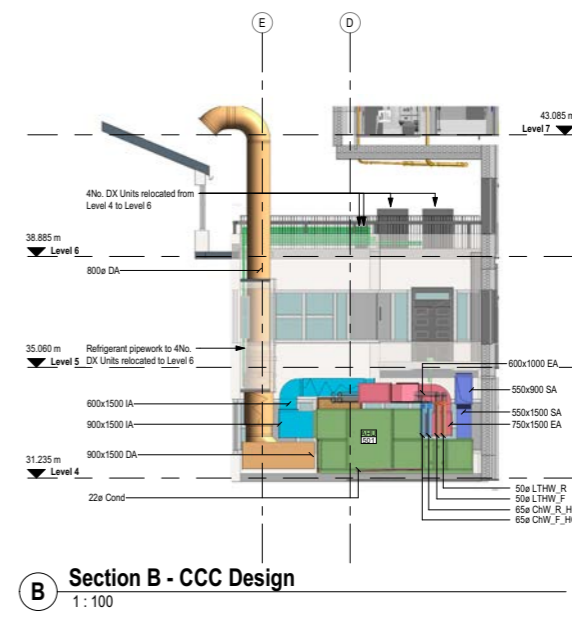 E
D
43.085 m
Level 7
4No. DX Units relocated from
Level 4 to Level 6
38.885 m
Level 6
800ø DA
35.060 m
Level 5
Refrigerant pipework to 4No.
DX Units relocated to Level 6
600x1000 EA
550x900 SA
600x1500 IA
550x1500 SA
900x1500 IA
750x1500 EA
AHU
501
900x1500 DA
31.235 m
Level 4
50ø LTHW_R
22ø Cond
50ø LTHW_F
65ø ChW_R_H
65ø ChW_F_H
B
Section B - CCC Design
1 : 100